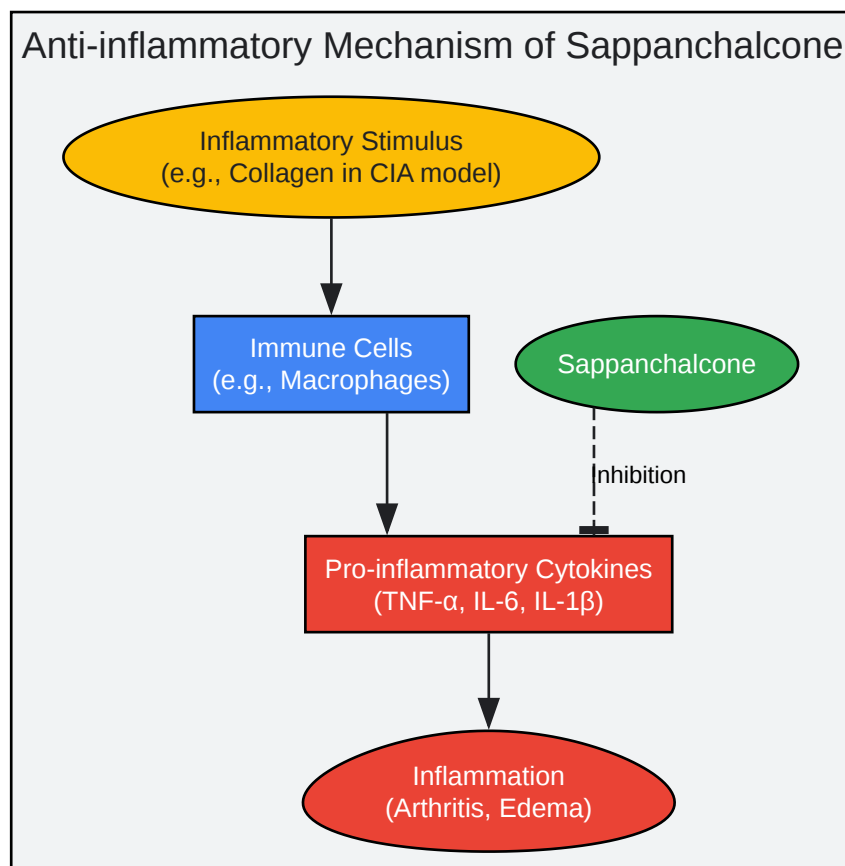 Anti-inflammatory Mechanism of Sappanchalcone
Inflammatory Stimulus
(e.g., Collagen in CIA model)
Immune Cells
(e.g., Macrophages)
Sappanchalcone
Inhibition
Pro-inflammatory Cytokines
(TNF-α, IL-6, IL-1β)
Inflammation
(Arthritis, Edema)